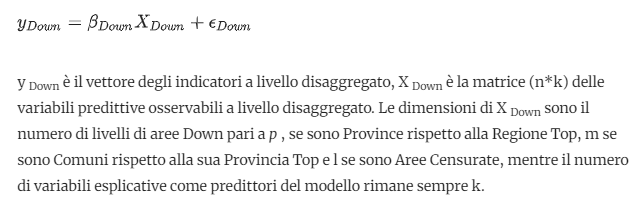 y_Down = β_Down X_Down + ϵ_Down
y Down è il vettore degli indicatori a livello disaggregato, X Down è la matrice (n*k) delle
variabili predittive osservabili a livello disaggregato. Le dimensioni di X Down sono il
numero di livelli di aree Down pari a p , se sono Province rispetto alla Regione Top, m se
sono Comuni rispetto alla sua Provincia Top e l se sono Aree Censurate, mentre il numero
di variabili esplicative come predittori del modello rimane sempre k.